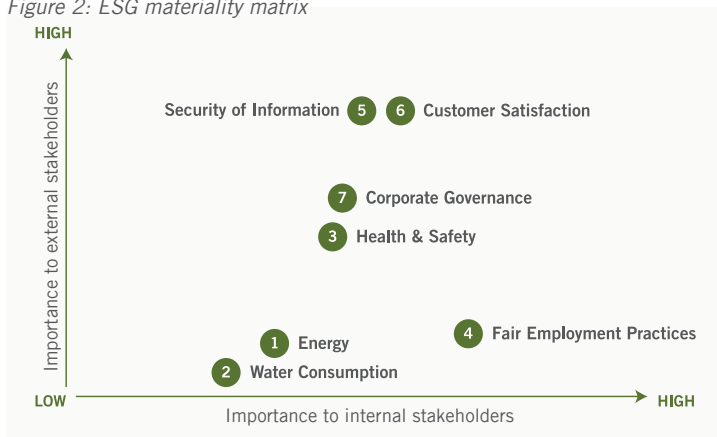 Figure 2: ESG materiality matrix
HIGH
Importance to external stakeholders
Security of Information 5 6 Customer Satisfaction
7 Corporate Governance
3 Health & Safety
4 Fair Employment Practices
1 Energy
2 Water Consumption
LOW
HIGH
Importance to internal stakeholders